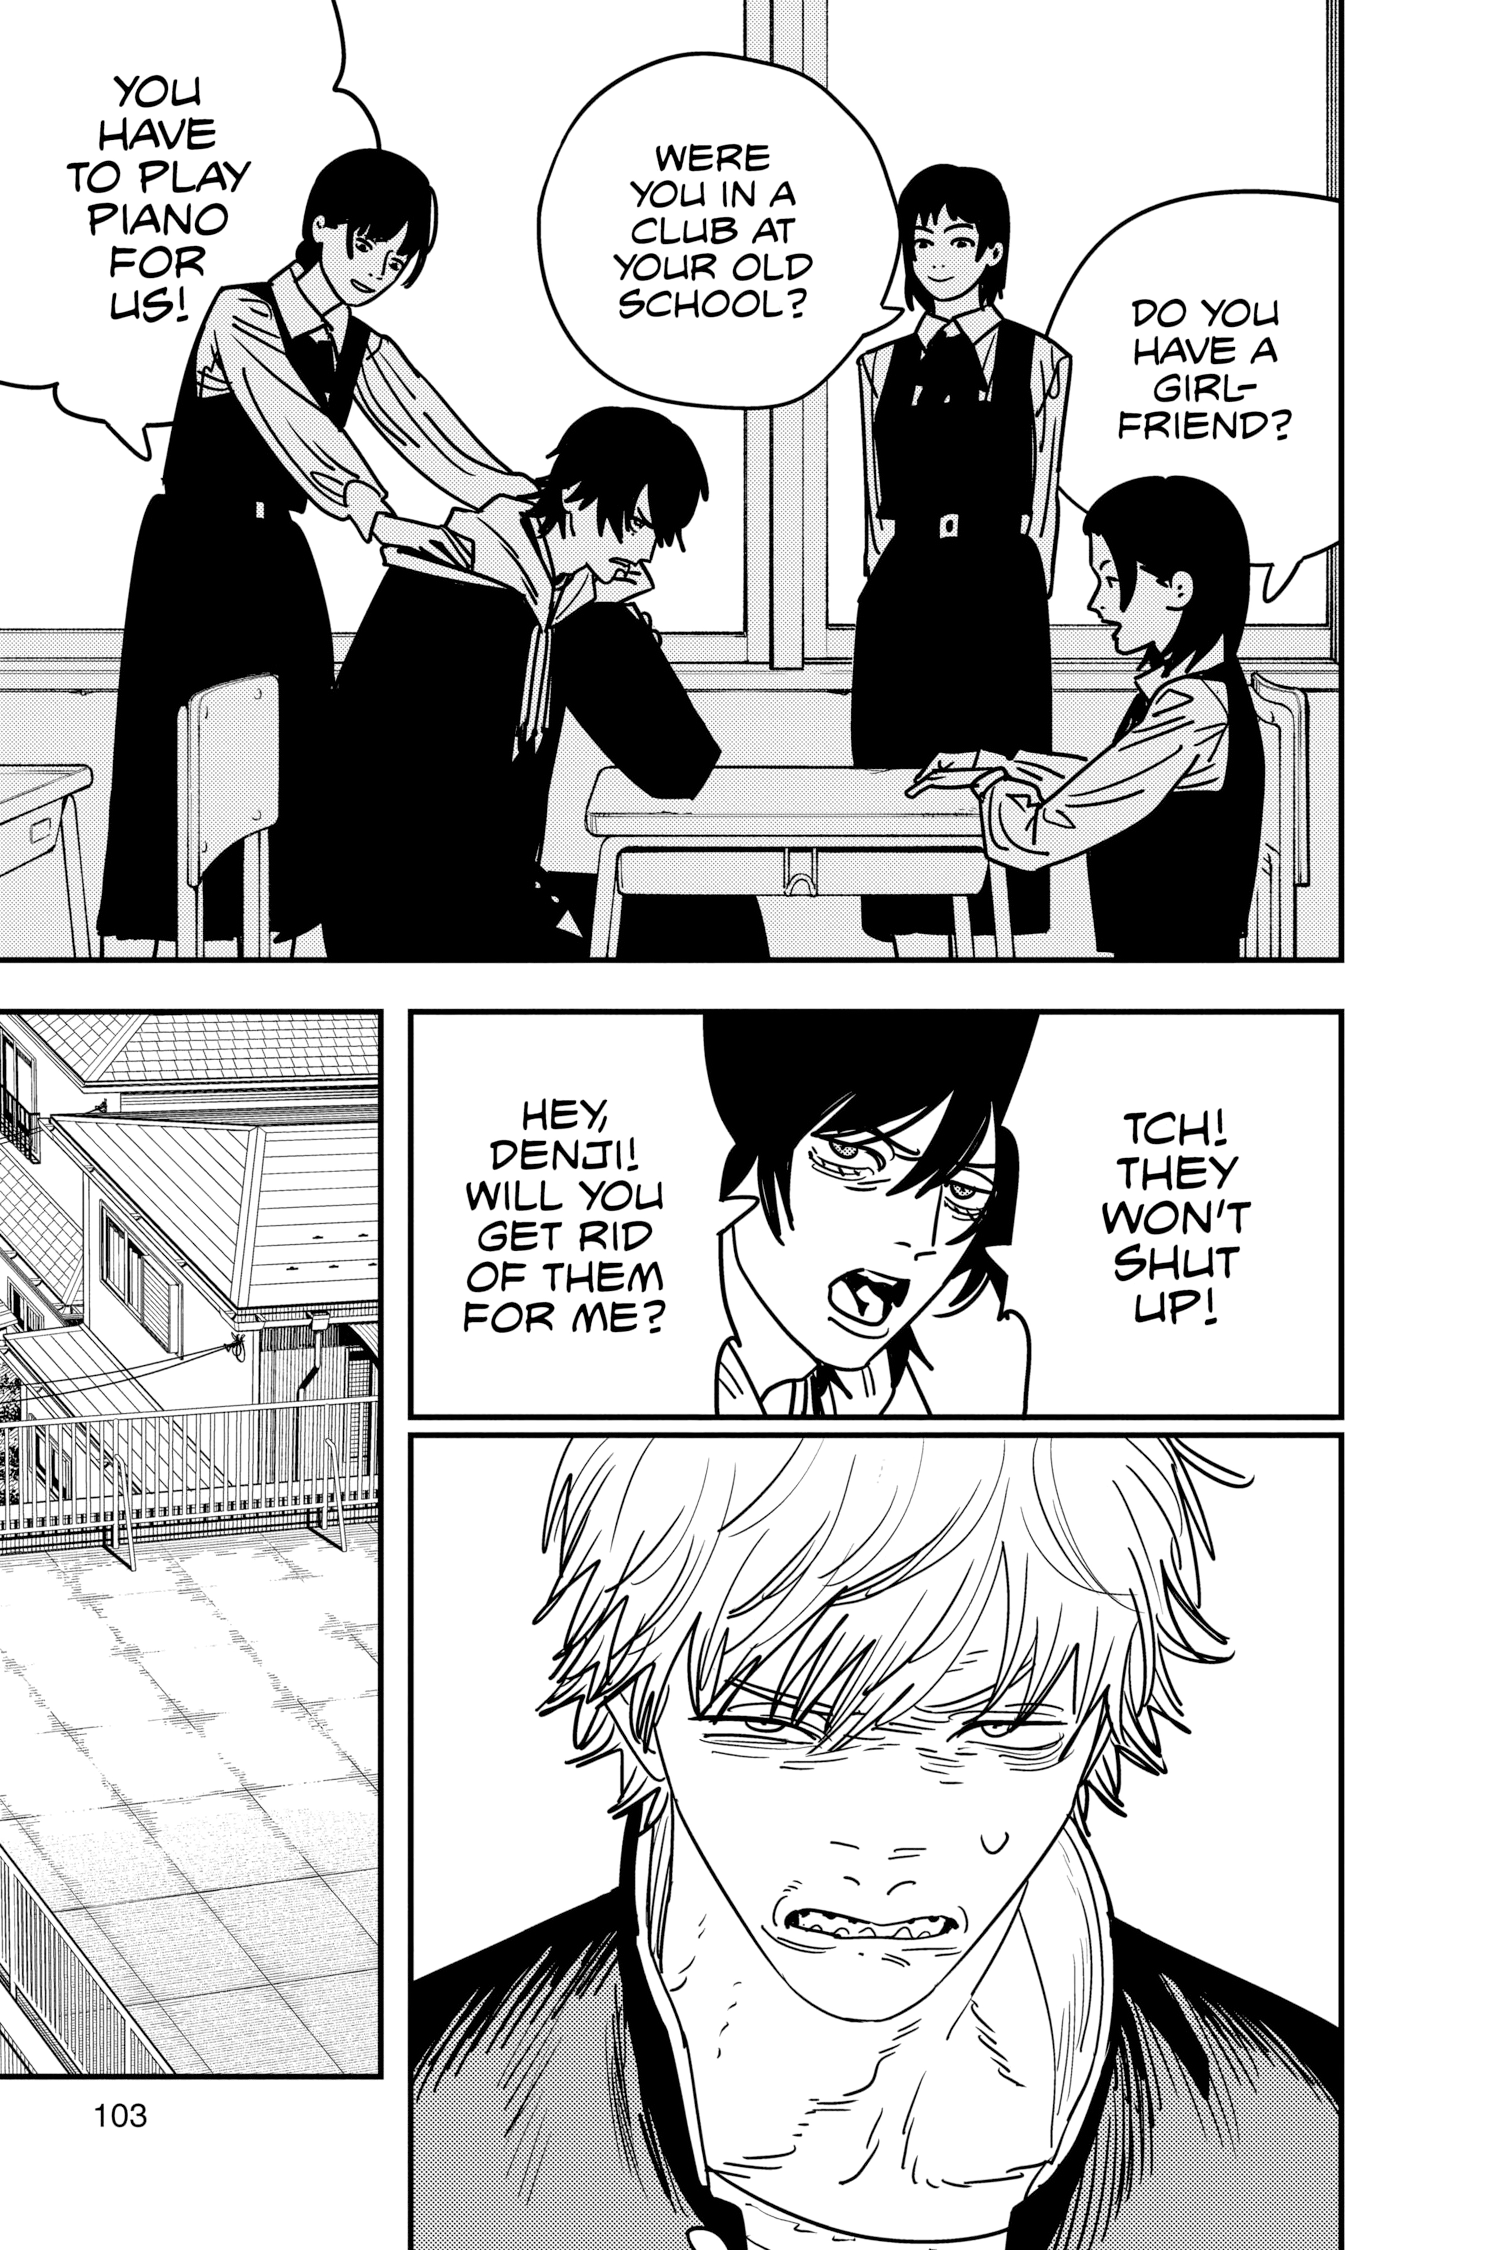 DO YOU
HAVE A
GIRL-
FRIEND?
WERE
YOU IN A
CLUB AT
YOUR OLD
SCHOOL?
YOU
HAVE
TO PLAY
PIANO
FOR
US!
TCH!
THEY
WON'T
SHUT
UP!
HEY,
DENJI!
WILL YOU
GET RID
OF THEM
FOR ME?
103